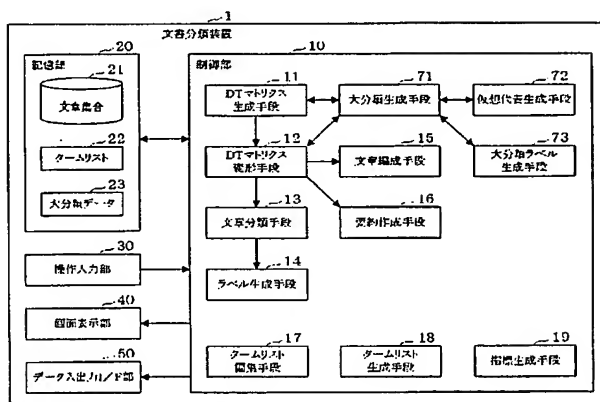 1
文書分類装置
20
記憶部
21
文章集合
22
タームリスト
23
大分類データ
30
操作入力部
40
画面表示部
50
データ入出力I/F部
10
制御部
11
DTマトリクス
生成手段
71
大分類生成手段
72
仮想代表生成手段
12
DTマトリクス
変形手段
15
文章編成手段
73
大分類ラベル
生成手段
13
文章分類手段
16
要約作成手段
14
ラベル生成手段
17
タームリスト
編集手段
18
タームリスト
生成手段
19
指標生成手段